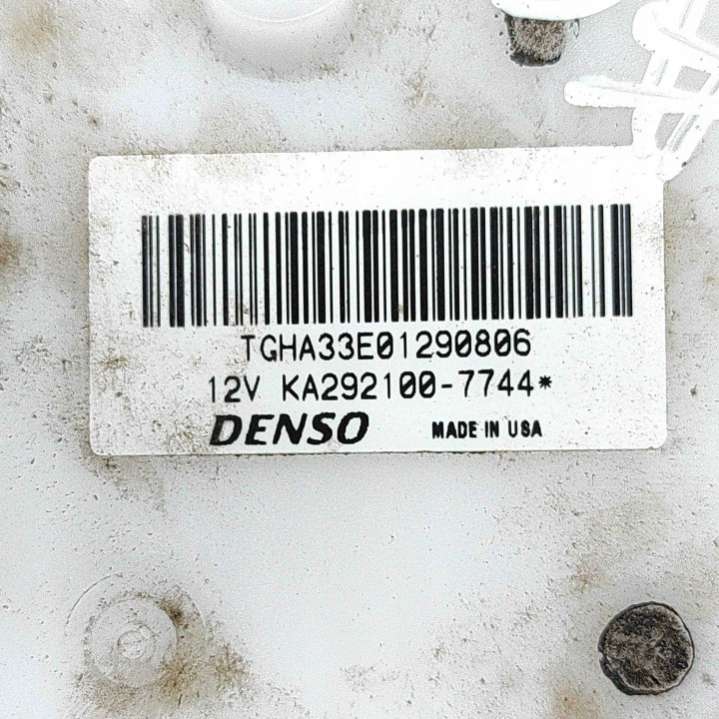 TGHA33E01290806
12V KA292100-7744*
DENSO MADE IN USA